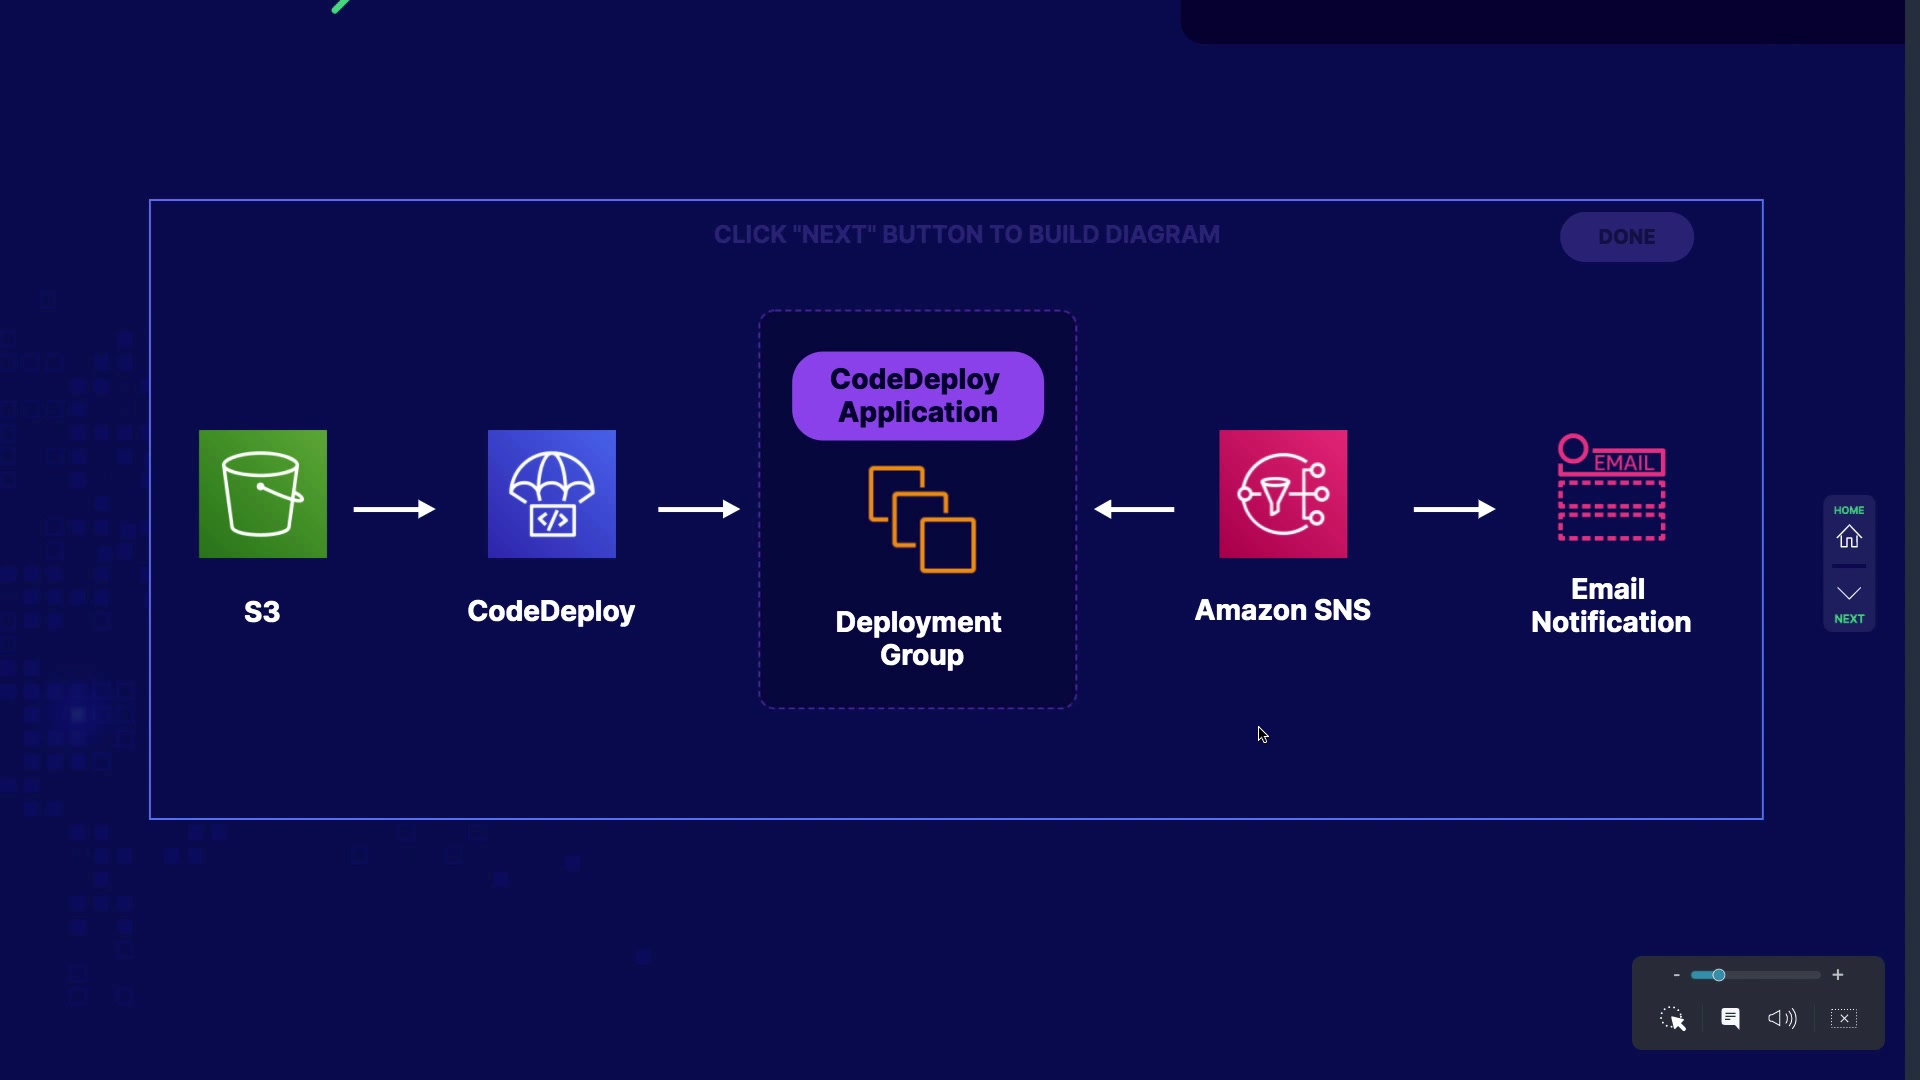 CLICK "NEXT" BUTTON TO BUILD DIAGRAM
DONE
CodeDeploy
Application
EMAIL
</>
S3
CodeDeploy
Deployment
Group
Amazon SNS
Email
Notification
HOME
NEXT
- +